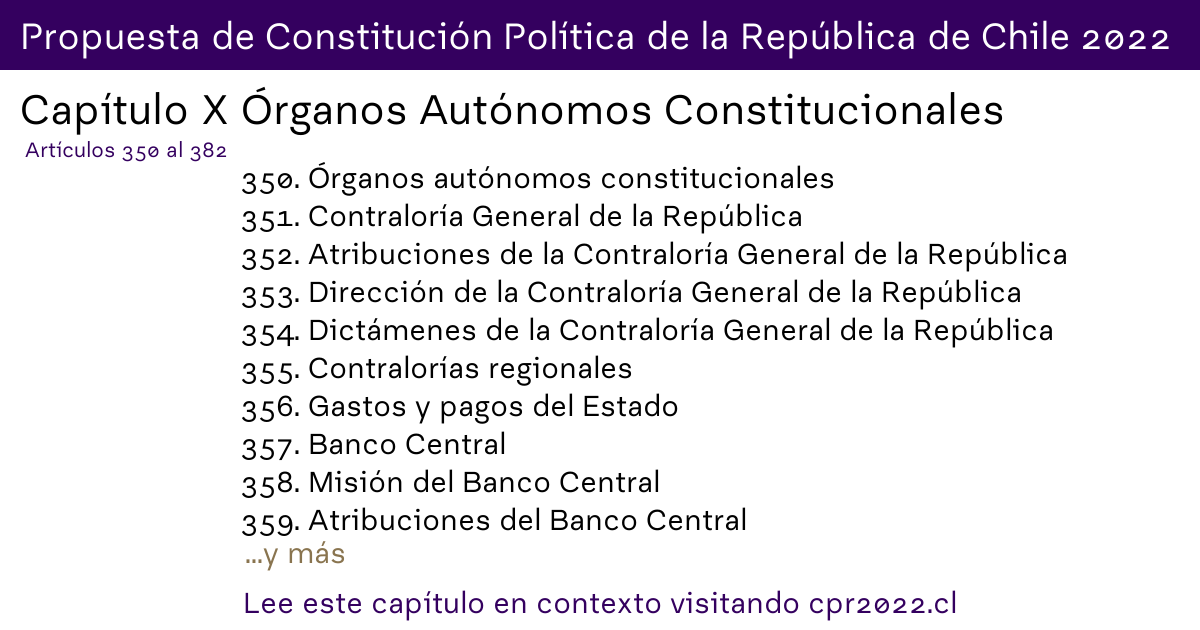 Propuesta de Constitución Política de la República de Chile 2022
Capítulo X Órganos Autónomos Constitucionales
Artículos 350 al 382
350. Órganos autónomos constitucionales
351. Contraloría General de la República
352. Atribuciones de la Contraloría General de la República
353. Dirección de la Contraloría General de la República
354. Dictámenes de la Contraloría General de la República
355. Contralorías regionales
356. Gastos y pagos del Estado
357. Banco Central
358. Misión del Banco Central
359. Atribuciones del Banco Central
...y más
Lee este capítulo en contexto visitando cpr2022.cl